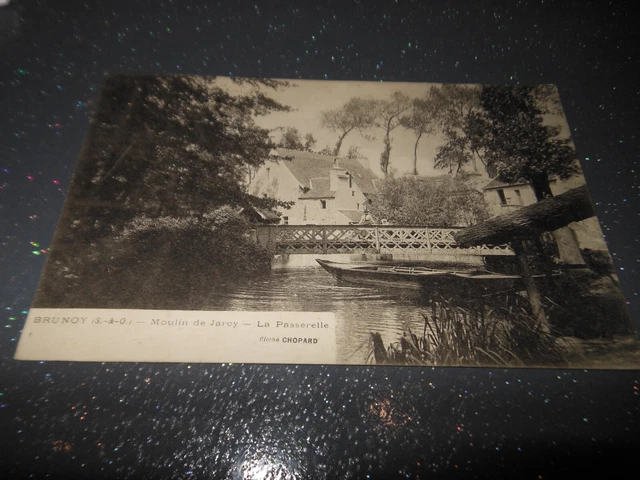 BRUNOY (S.-&-O.) — Moulin de Jarcy — La Passerelle
Cliché CHOPARD